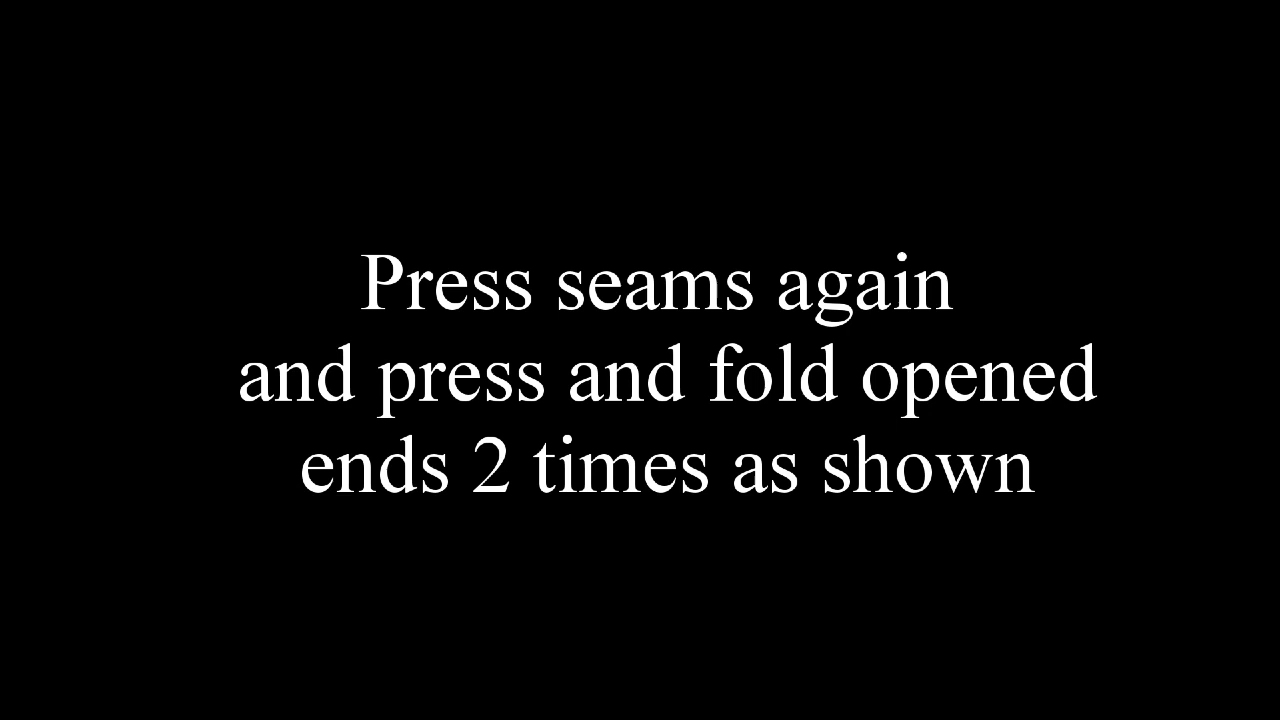 Press seams again
and press and fold opened
ends 2 times as shown